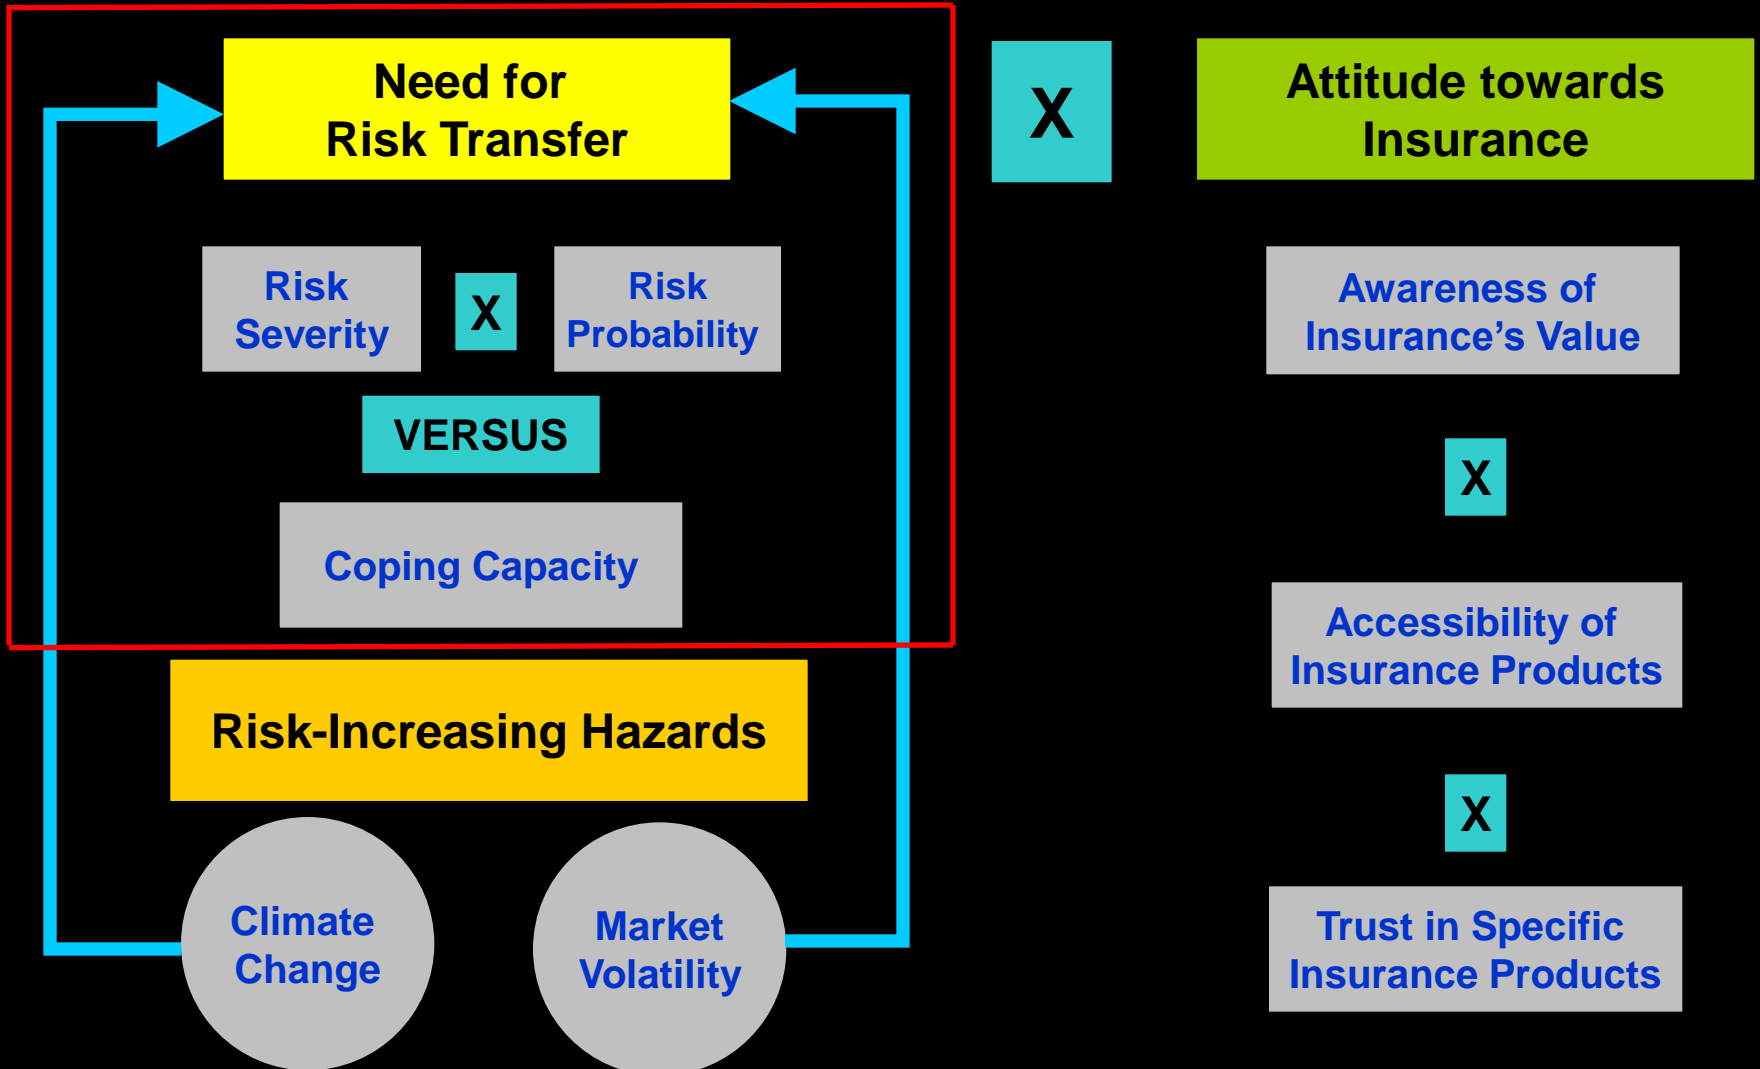 Need for
Risk Transfer
X
Attitude towards
Insurance
Risk
Severity
X
Risk
Probability
VERSUS
Coping Capacity
Risk-Increasing Hazards
Climate
Change
Market
Volatility
Awareness of
Insurance’s Value
X
Accessibility of
Insurance Products
X
Trust in Specific
Insurance Products